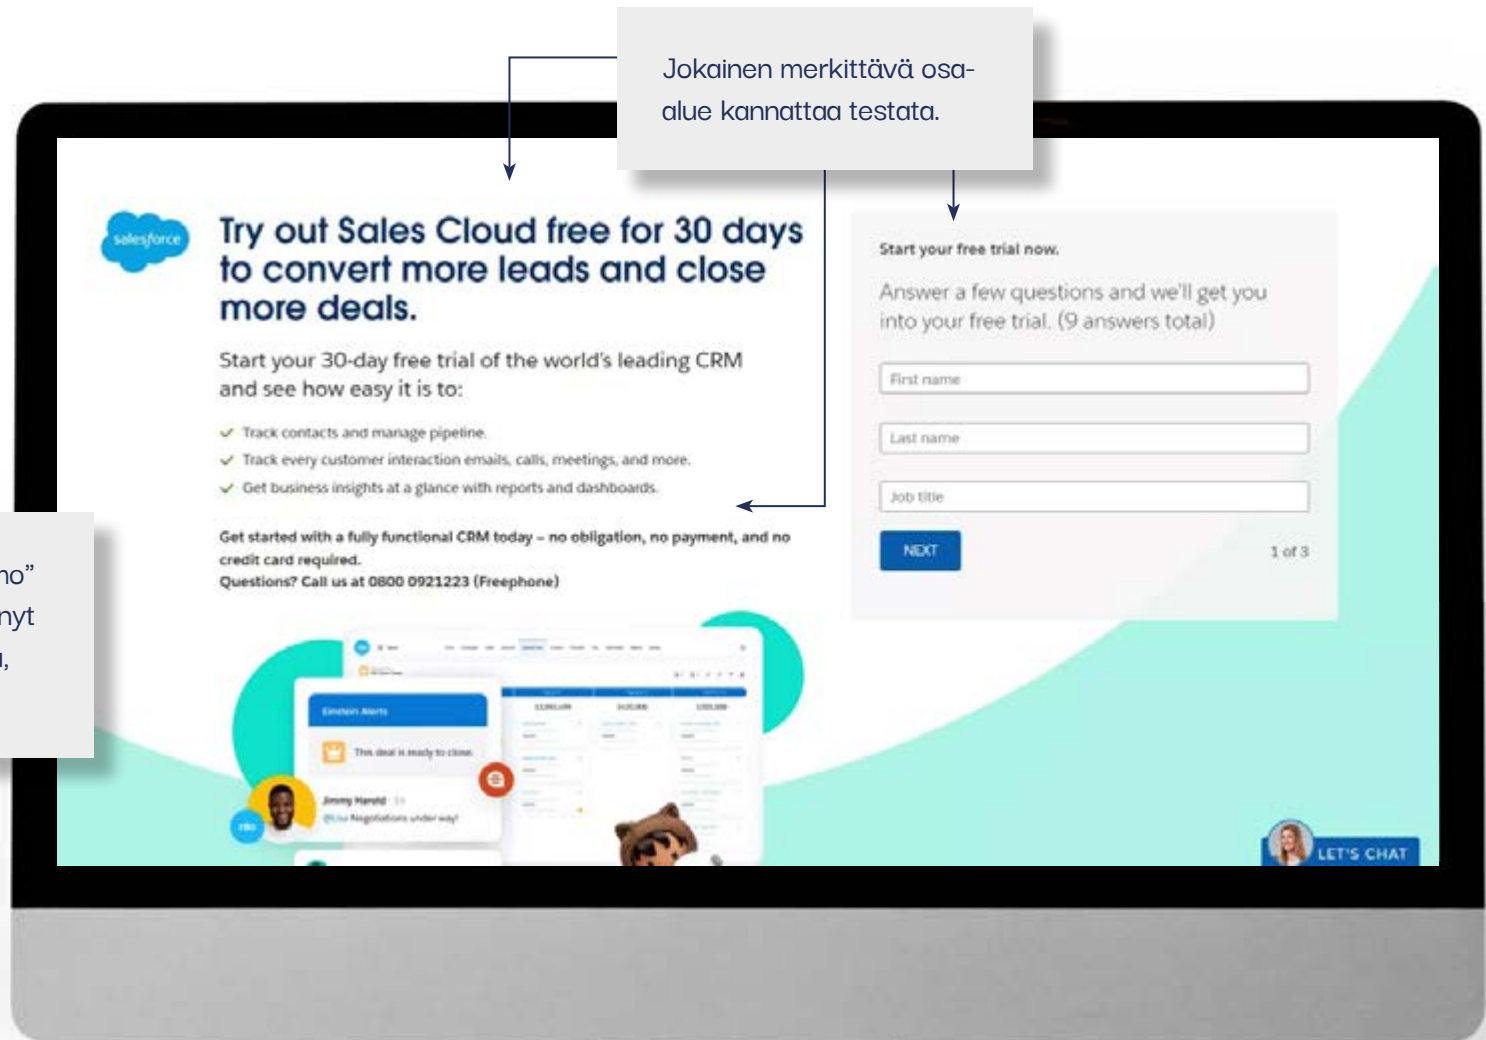 Jokainen merkittävä osa-
alue kannattaa testata.
salesforce
Try out Sales Cloud free for 30 days
to convert more leads and close
more deals.
Start your 30-day free trial of the world's leading CRM
and see how easy it is to:
Track contacts and manage pipeline.
Track every customer interaction emails, calls, meetings, and more.
Get business insights at a glance with reports and dashboards.
Get started with a fully functional CRM today – no obligation, no payment, and no
credit card required.
Questions? Call us at 0800 0921223 (Freephone)
Start your free trial now.
Answer a few questions and we'll get you
into your free trial. (9 answers total)
First name
Last name
Job title
NEXT
1 of 3
no”
nyt
Einstein Alerts
This deal is ready to close.
Jimmy Harold
@Lisa Negotiations under way!
LET'S CHAT